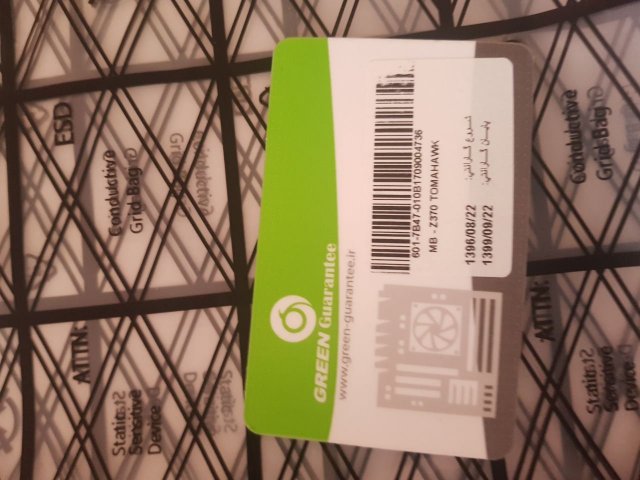 601-7B47-010B1709004736
MB - Z370 TOMAHAWK
1396/08/22 شروع گارانتی:
1399/09/22 پایان گارانتی:
GREEN Guarantee
www.green-guarantee.ir
ESD
Conductive
Grid Bag
Conductive
Grid Bag
ATTN:
Static
Sensitive
Device
ATTN:
Static
Sensitive
Device